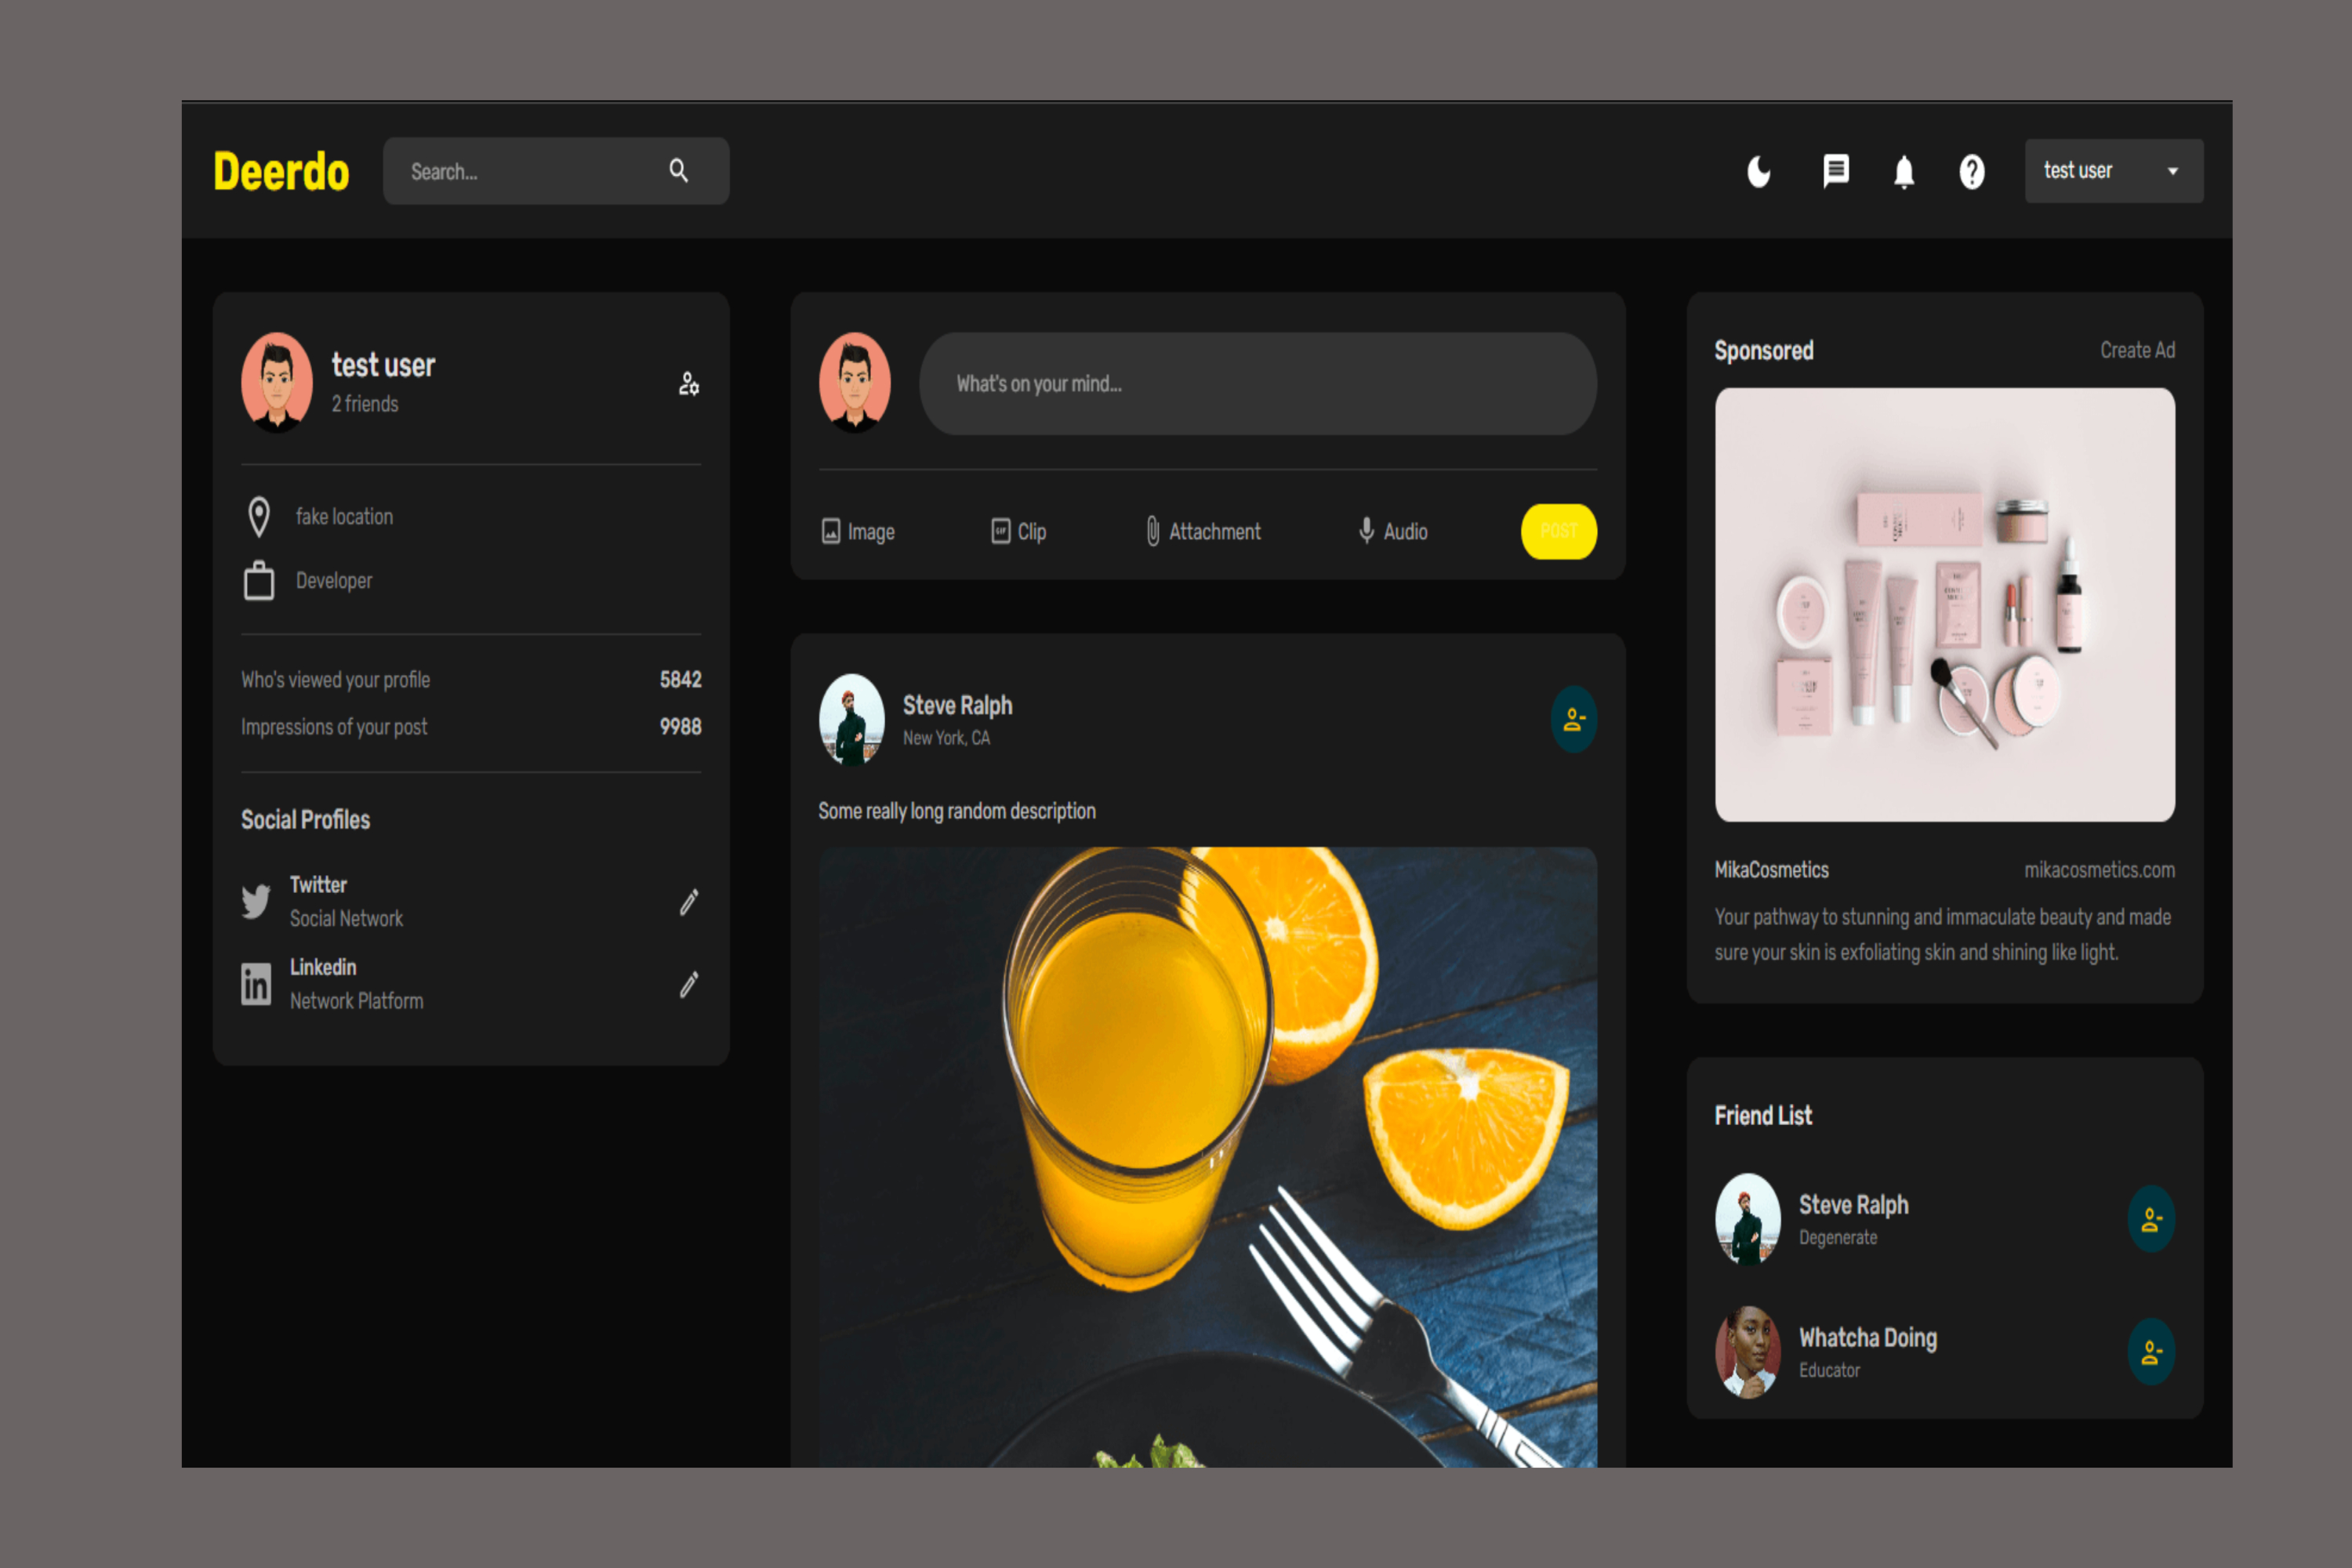 Deerdo
Search...
test user
test user
2 friends
fake location
Developer
Who's viewed your profile
5842
Impressions of your post
9988
Social Profiles
Twitter
Social Network
Linkedin
Network Platform
What's on your mind...
Image
Clip
Attachment
Audio
POST
Steve Ralph
New York, CA
Some really long random description
Sponsored
Create Ad
MikaCosmetics
mikacosmetics.com
Your pathway to stunning and immaculate beauty and made
sure your skin is exfoliating skin and shining like light.
Friend List
Steve Ralph
Degenerate
Whatcha Doing
Educator